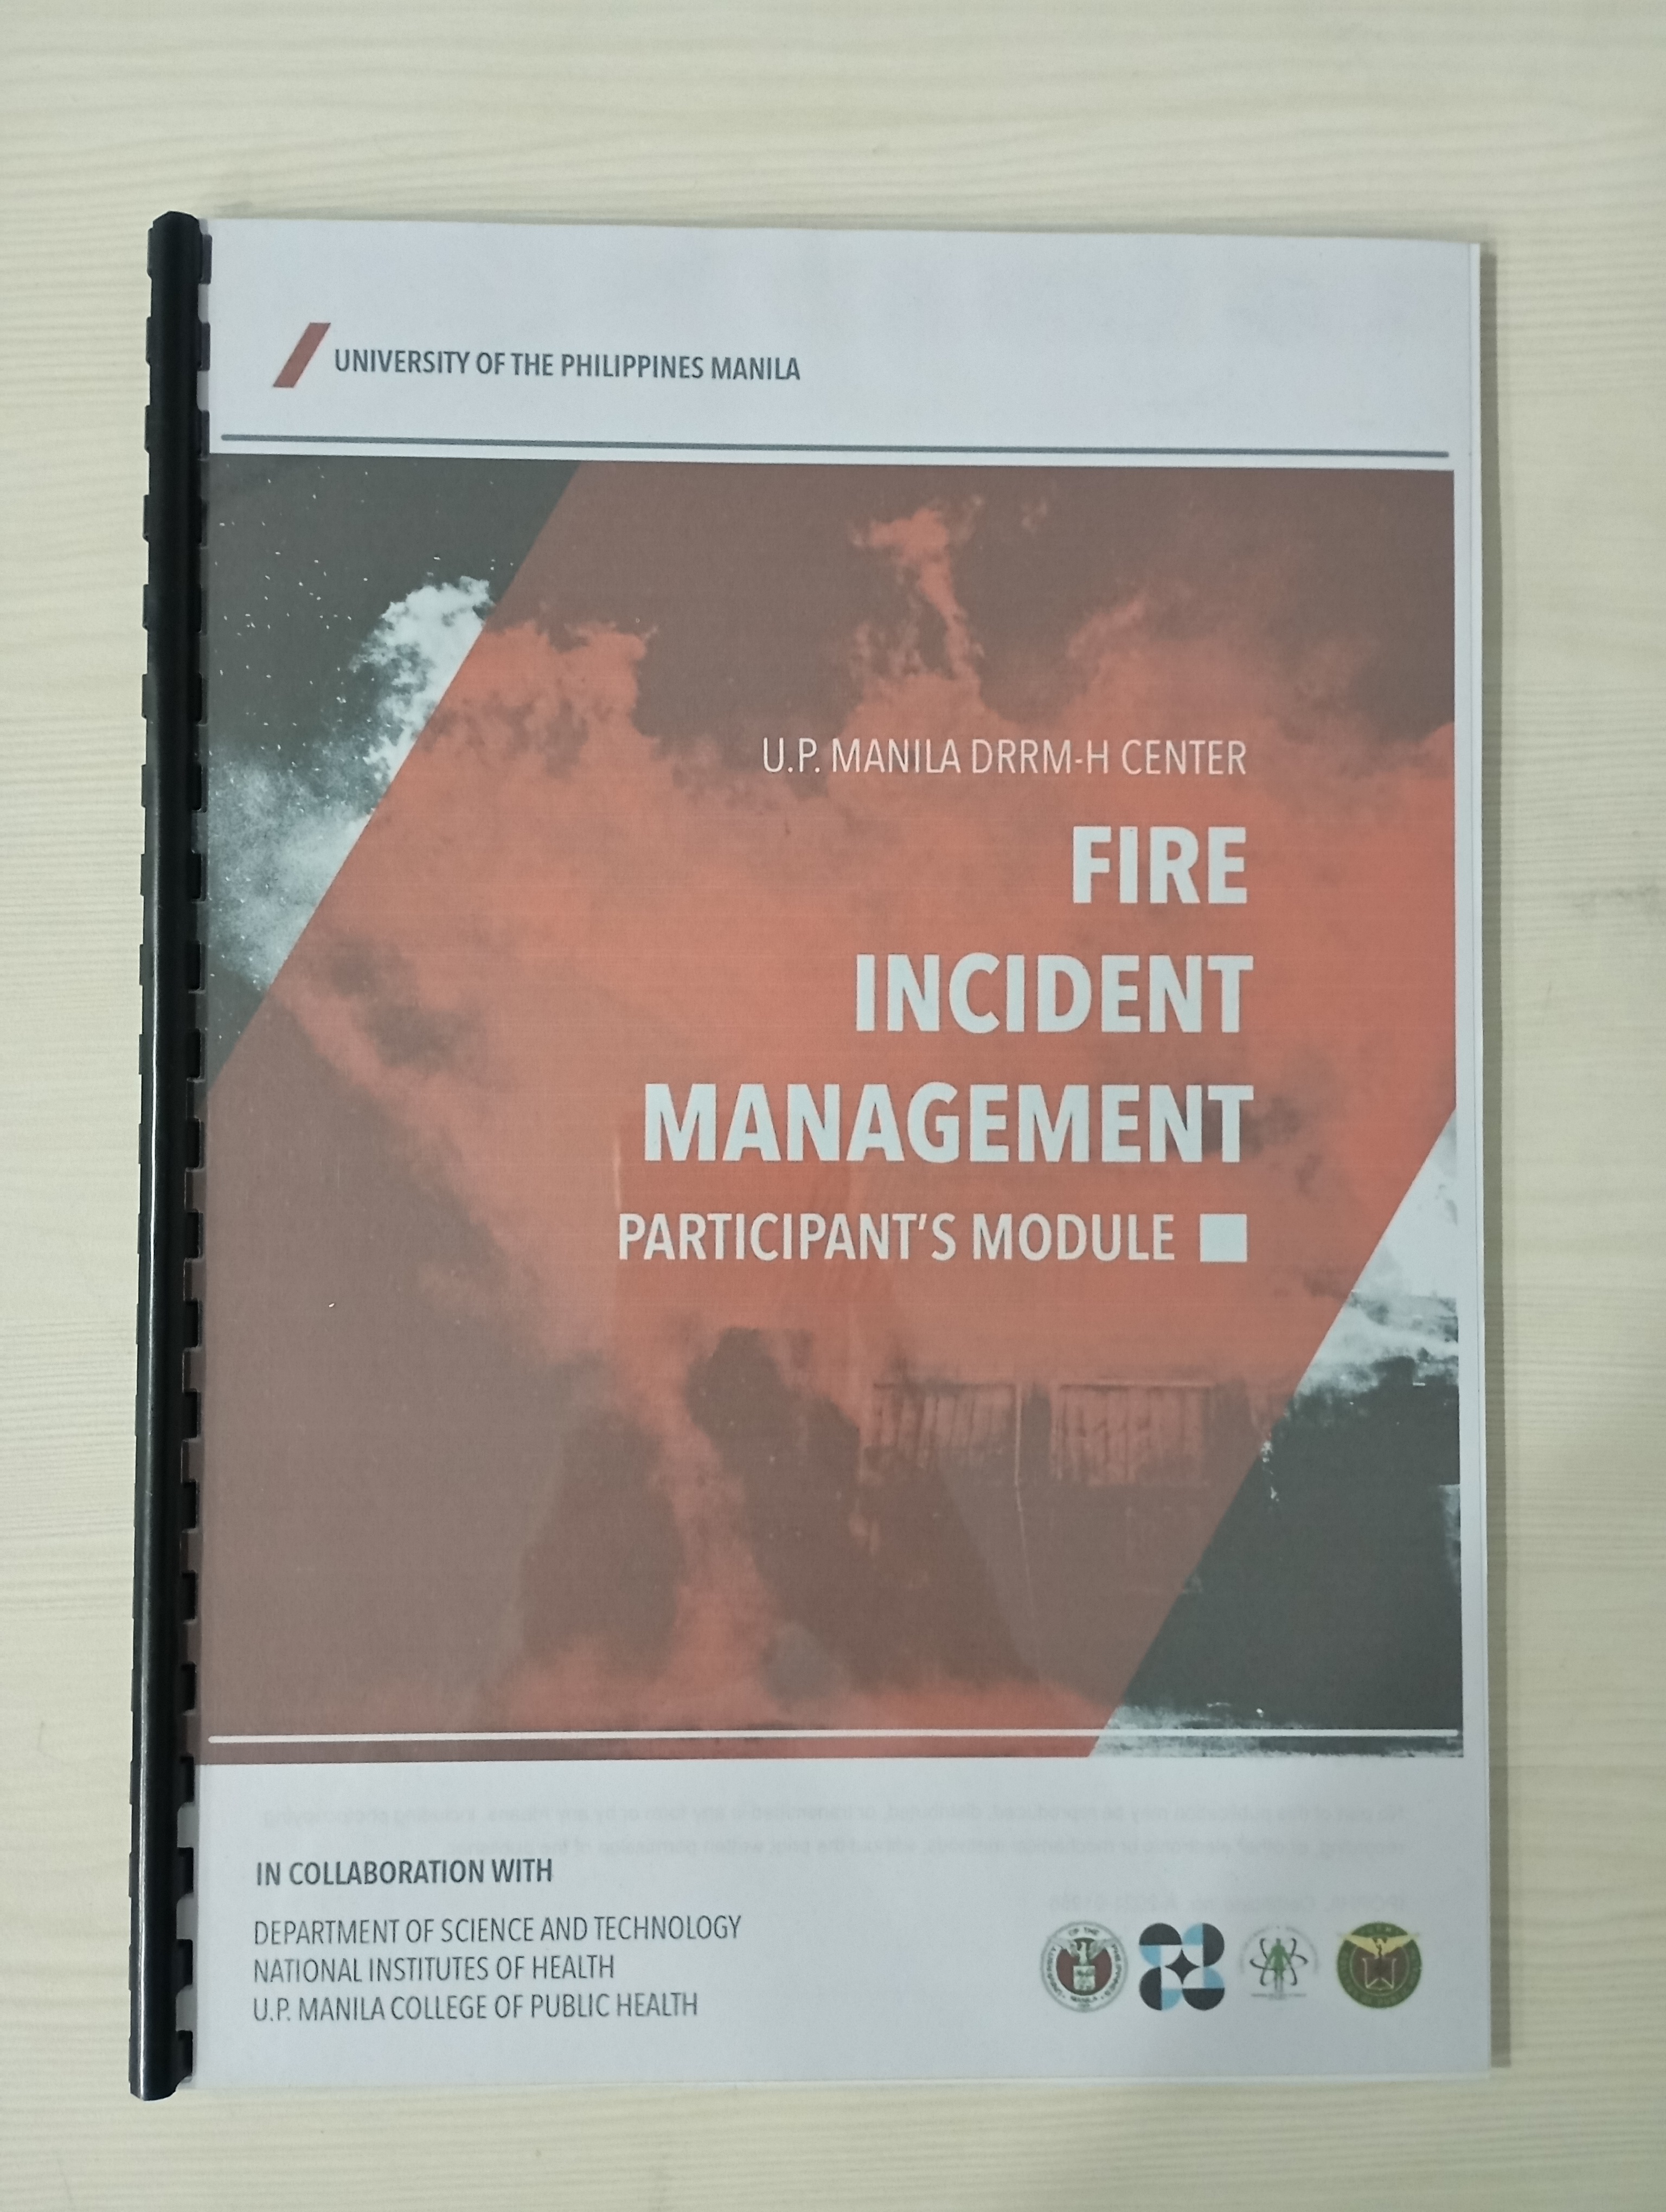 UNIVERSITY OF THE PHILIPPINES MANILA
U.P. MANILA DRRM-H CENTER
FIRE
INCIDENT
MANAGEMENT
PARTICIPANT'S MODULE
IN COLLABORATION WITH
DEPARTMENT OF SCIENCE AND TECHNOLOGY
NATIONAL INSTITUTES OF HEALTH
U.P. MANILA COLLEGE OF PUBLIC HEALTH